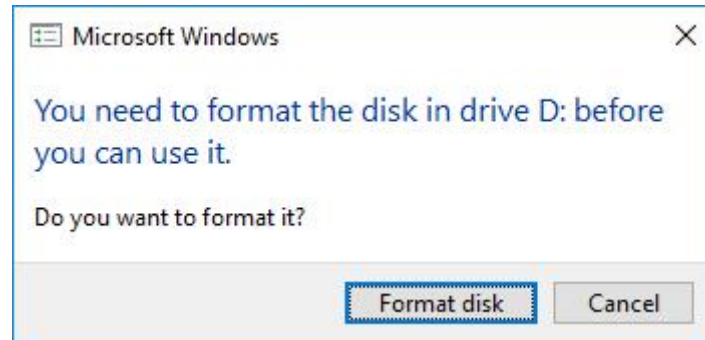 Microsoft Windows
You need to format the disk in drive D: before
you can use it.
Do you want to format it?
Format disk
Cancel